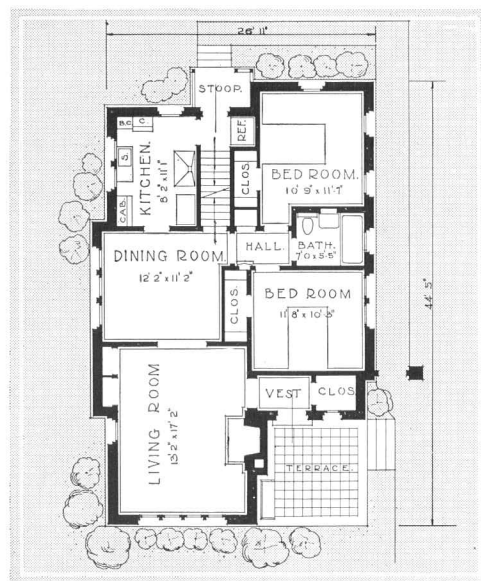 26' 11"
STOOP.
B.C. C.
REF.
S.
KITCHEN.
8' 2" x 11' 1"
CLOS.
BED ROOM.
10' 9" x 11'-7"
CAB.
DINING ROOM.
12' 2" x 11' 2"
HALL.
BATH.
7'0 x 5'-5"
CLOS.
BED ROOM
11' 8" x 10'-8"
44' 5"
LIVING ROOM
13' 2" x 17' 2"
VEST
CLOS
TERRACE.